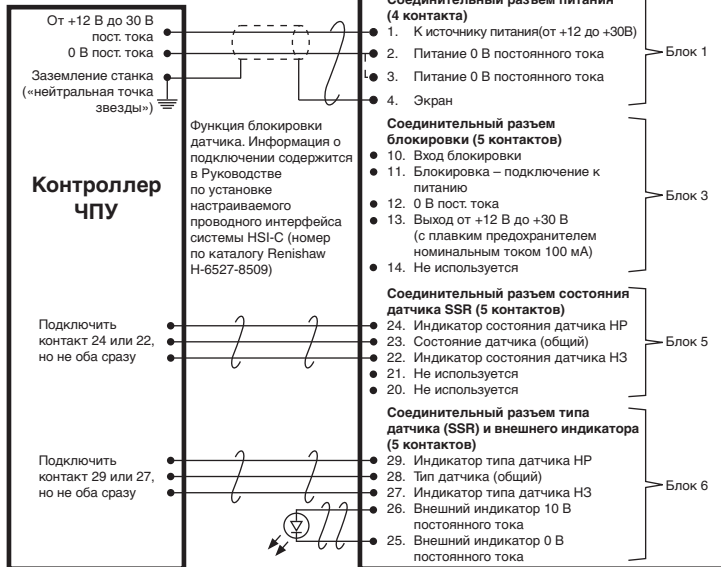 От +12 В до 30 В
пост. тока
0 В пост. тока
Заземление станка
(«нейтральная точка
звезды»)
Контроллер
ЧПУ
Функция блокировки
датчика. Информация о
подключении содержится
в Руководстве
по установке
настраиваемого
проводного интерфейса
системы HSI-C (номер
по каталогу Renishaw
H-6527-8509)
Подключить
контакт 24 или 22,
но не оба сразу
Подключить
контакт 29 или 27,
но не оба сразу
Соединительный разъем питания
(4 контакта)
1. К источнику питания(от +12 до +30В)
2. Питание 0 В постоянного тока
3. Питание 0 В постоянного тока
4. Экран
Блок 1
Соединительный разъем
блокировки (5 контактов)
10. Вход блокировки
11. Блокировка – подключение к
питанию
12. 0 В пост. тока
13. Выход от +12 В до +30 В
(с плавким предохранителем
номинальным током 100 мА)
14. Не используется
Блок 3
Соединительный разъем состояния
датчика SSR (5 контактов)
24. Индикатор состояния датчика НР
23. Состояние датчика (общий)
22. Индикатор состояния датчика НЗ
21. Не используется
20. Не используется
Блок 5
Соединительный разъем типа
датчика (SSR) и внешнего индикатора
(5 контактов)
29. Индикатор типа датчика НР
28. Тип датчика (общий)
27. Индикатор типа датчика НЗ
26. Внешний индикатор 10 В
постоянного тока
25. Внешний индикатор 0 В
постоянного тока
Блок 6